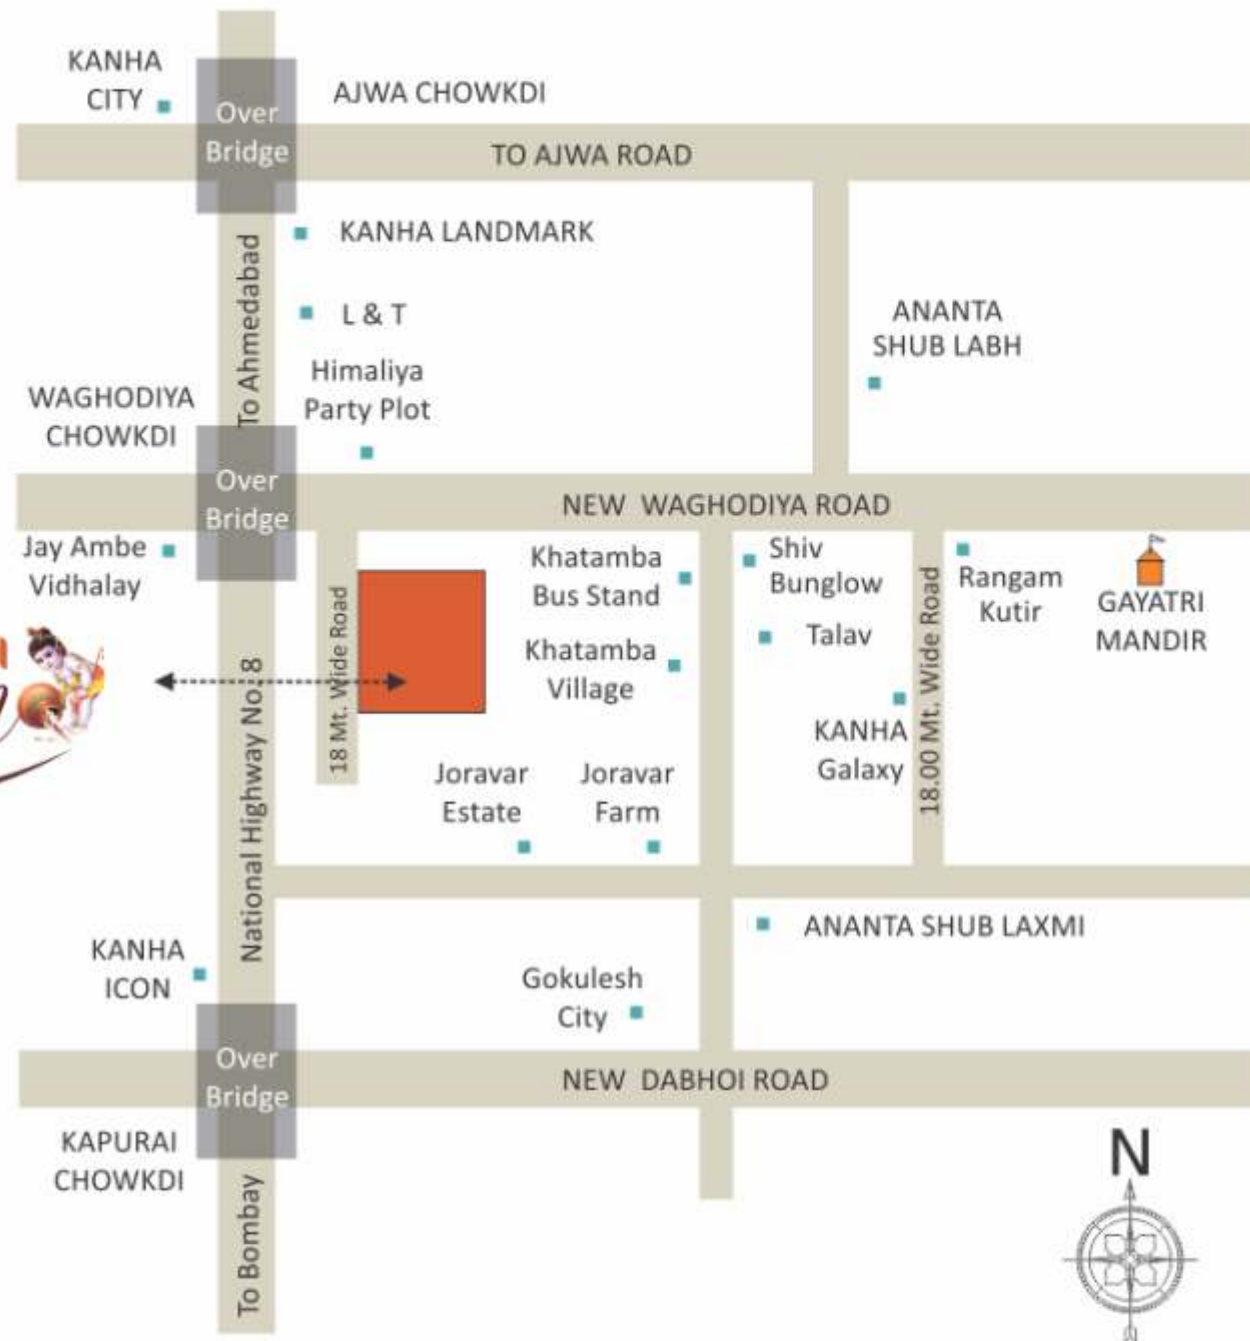 KANHA
CITY
Over
Bridge
AJWA CHOWKDI
TO AJWA ROAD
KANHA LANDMARK
To Ahmedabad
L & T
ANANTA
SHUB LABH
Himaliya
Party Plot
WAGHODIYA
CHOWKDI
Over
Bridge
NEW WAGHODIYA ROAD
Jay Ambe
Vidhalay
Khatamba
Bus Stand
Shiv
Bunglow
Rangam
Kutir
GAYATRI
MANDIR
18 Mt. Wide Road
Khatamba
Village
Talav
18.00 Mt. Wide Road
KANHA
Galaxy
National Highway No. 8
Joravar
Estate
Joravar
Farm
ANANTA SHUB LAXMI
KANHA
ICON
Gokulesh
City
Over
Bridge
NEW DABHOI ROAD
KAPURAI
CHOWKDI
To Bombay
N